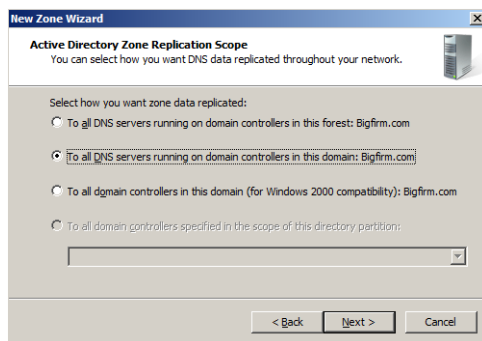 New Zone Wizard
Active Directory Zone Replication Scope
You can select how you want DNS data replicated throughout your network.
Select how you want zone data replicated:
To all DNS servers running on domain controllers in this forest: Bigfirm.com
To all DNS servers running on domain controllers in this domain: Bigfirm.com
To all domain controllers in this domain (for Windows 2000 compatibility): Bigfirm.com
To all domain controllers specified in the scope of this directory partition:
< Back Next > Cancel